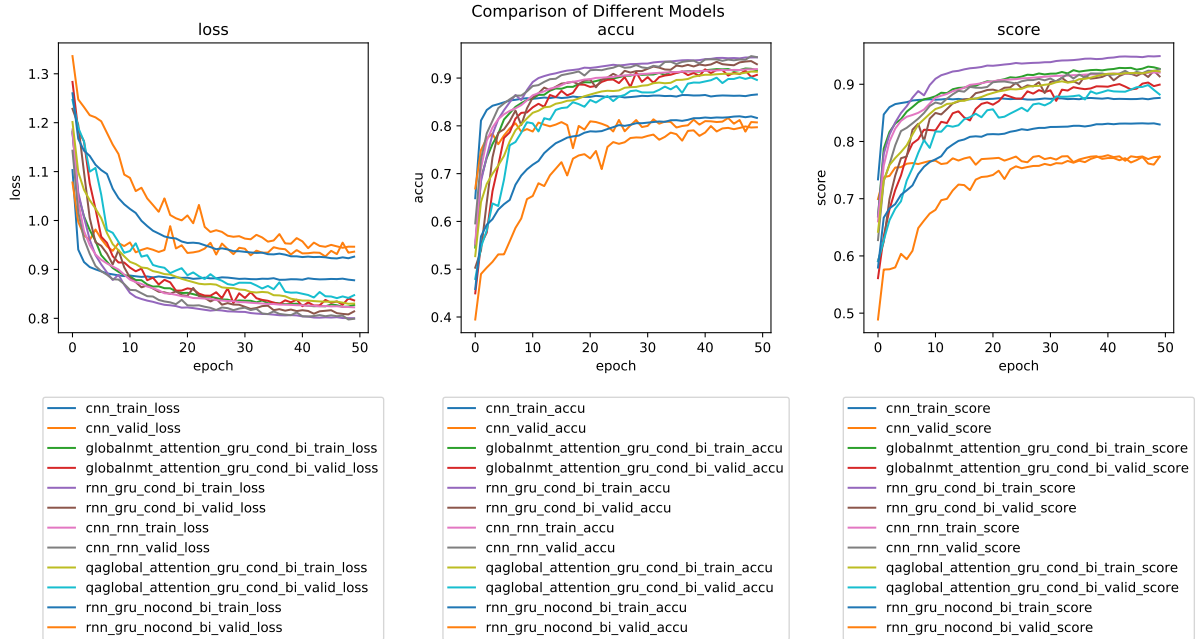 Comparison of Different Models
loss
accu
score
1.3
1.2
1.1
1.0
0.9
0.8
loss
0
10
20
30
40
50
epoch
0.9
0.8
0.7
0.6
0.5
0.4
accu
0
10
20
30
40
50
epoch
0.9
0.8
0.7
0.6
0.5
score
0
10
20
30
40
50
epoch
cnn_train_loss
cnn_valid_loss
globalnmt_attention_gru_cond_bi_train_loss
globalnmt_attention_gru_cond_bi_valid_loss
rnn_gru_cond_bi_train_loss
rnn_gru_cond_bi_valid_loss
cnn_rnn_train_loss
cnn_rnn_valid_loss
qaglobal_attention_gru_cond_bi_train_loss
qaglobal_attention_gru_cond_bi_valid_loss
rnn_gru_nocond_bi_train_loss
rnn_gru_nocond_bi_valid_loss
cnn_train_accu
cnn_valid_accu
globalnmt_attention_gru_cond_bi_train_accu
globalnmt_attention_gru_cond_bi_valid_accu
rnn_gru_cond_bi_train_accu
rnn_gru_cond_bi_valid_accu
cnn_rnn_train_accu
cnn_rnn_valid_accu
qaglobal_attention_gru_cond_bi_train_accu
qaglobal_attention_gru_cond_bi_valid_accu
rnn_gru_nocond_bi_train_accu
rnn_gru_nocond_bi_valid_accu
cnn_train_score
cnn_valid_score
globalnmt_attention_gru_cond_bi_train_score
globalnmt_attention_gru_cond_bi_valid_score
rnn_gru_cond_bi_train_score
rnn_gru_cond_bi_valid_score
cnn_rnn_train_score
cnn_rnn_valid_score
qaglobal_attention_gru_cond_bi_train_score
qaglobal_attention_gru_cond_bi_valid_score
rnn_gru_nocond_bi_train_score
rnn_gru_nocond_bi_valid_score